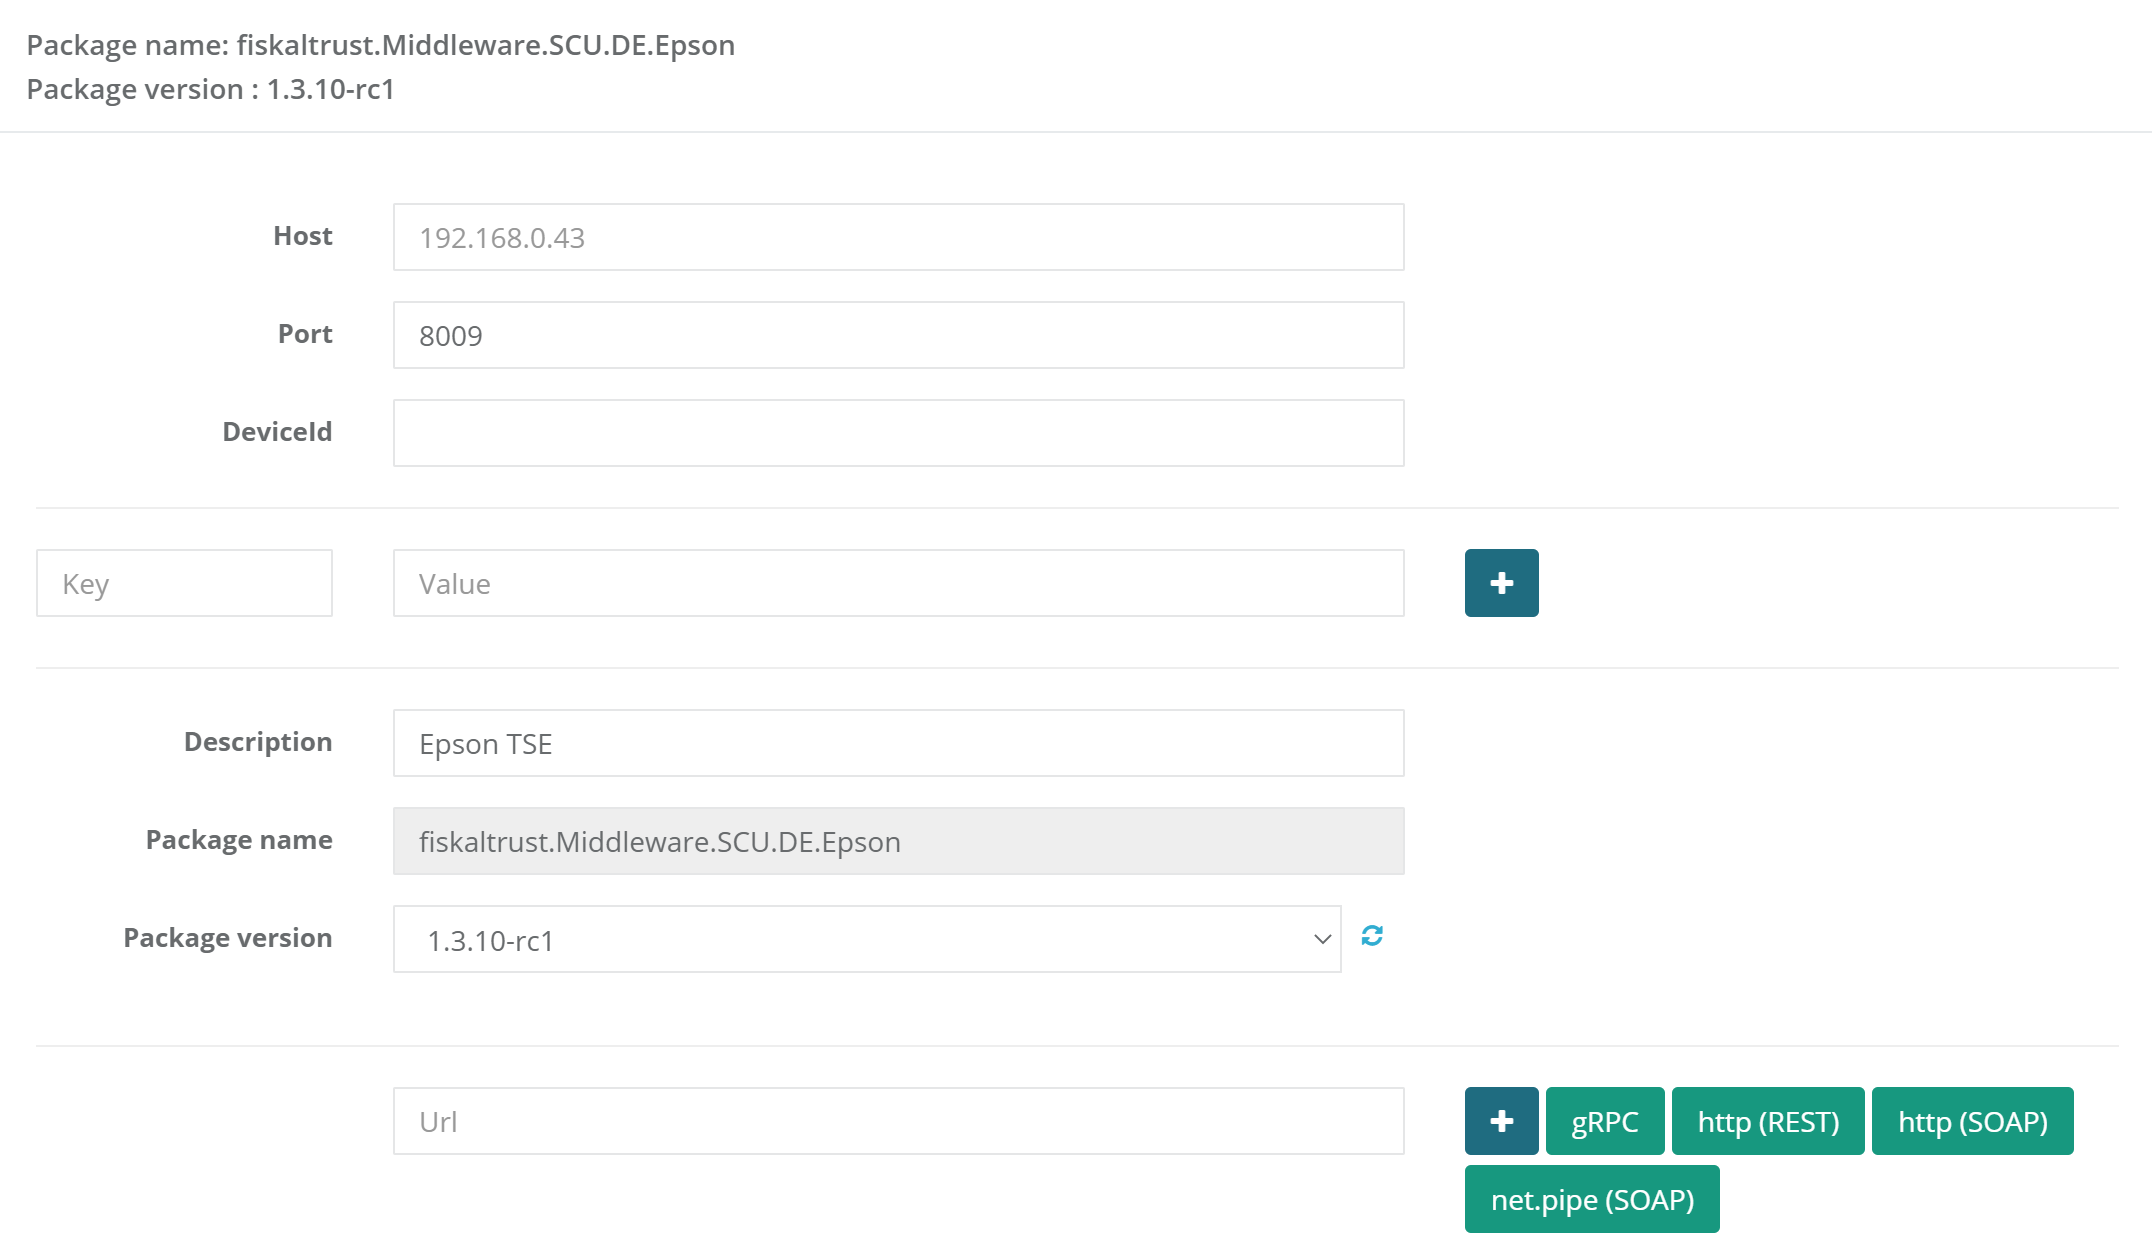 Package name: fiskaltrust.Middleware.SCU.DE.Epson
Package version : 1.3.10-rc1
Host 192.168.0.43
Port 8009
DeviceId
Key Value
Description Epson TSE
Package name fiskaltrust.Middleware.SCU.DE.Epson
Package version 1.3.10-rc1
Url gRPC http (REST) http (SOAP)
net.pipe (SOAP)